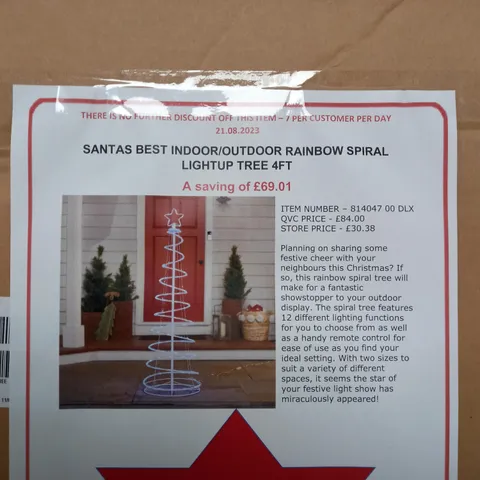 THERE IS NO FURTHER DISCOUNT OFF THIS ITEM – 7 PER CUSTOMER PER DAY
21.08.2023
SANTAS BEST INDOOR/OUTDOOR RAINBOW SPIRAL
LIGHTUP TREE 4FT
A saving of £69.01
ITEM NUMBER – 814047 00 DLX
QVC PRICE - £84.00
STORE PRICE - £30.38
Planning on sharing some
festive cheer with your
neighbours this Christmas? If
so, this rainbow spiral tree will
make for a fantastic
showstopper to your outdoor
display. The spiral tree features
12 different lighting functions
for you to choose from as well
as a handy remote control for
ease of use as you find your
ideal setting. With two sizes to
suit a variety of different
spaces, it seems the star of
your festive light show has
miraculously appeared!